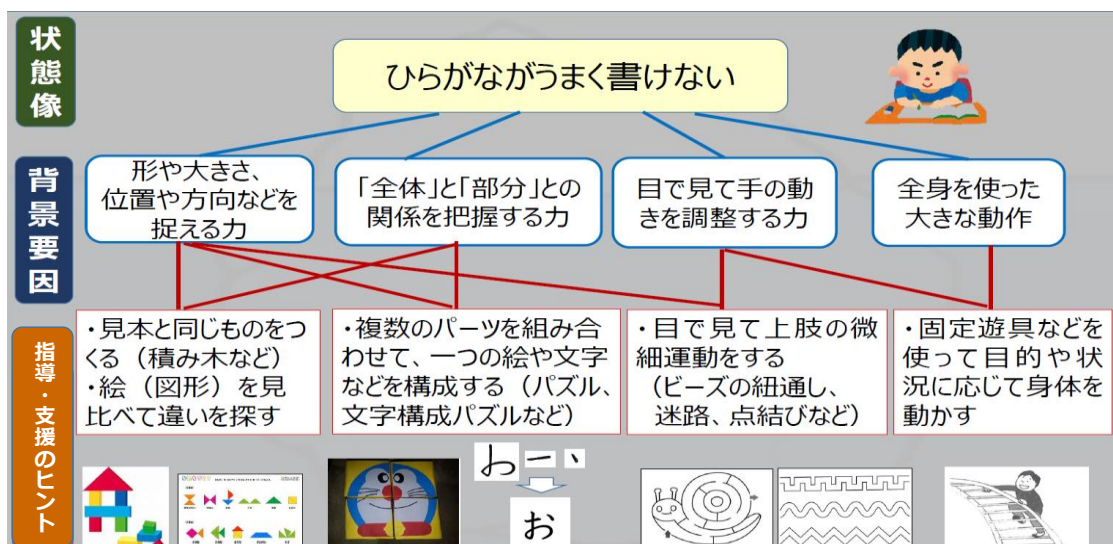 状態像
ひらがながうまく書けない
背景要因
形や大きさ、
位置や方向などを
捉える力
「全体」と「部分」との
関係を把握する力
目で見て手の動
きを調整する力
全身を使った
大きな動作
指導・支援のヒント
・見本と同じものをつ
くる（積み木など）
・絵（図形）を見
比べて違いを探す
・複数のパーツを組み合
わせて、一つの絵や文字
などを構成する（パズル、
文字構成パズルなど）
・目で見て上肢の微
細運動をする
（ビーズの紐通し、
迷路、点結びなど）
・固定遊具などを
使って目的や状
況に応じて身体を
動かす
お